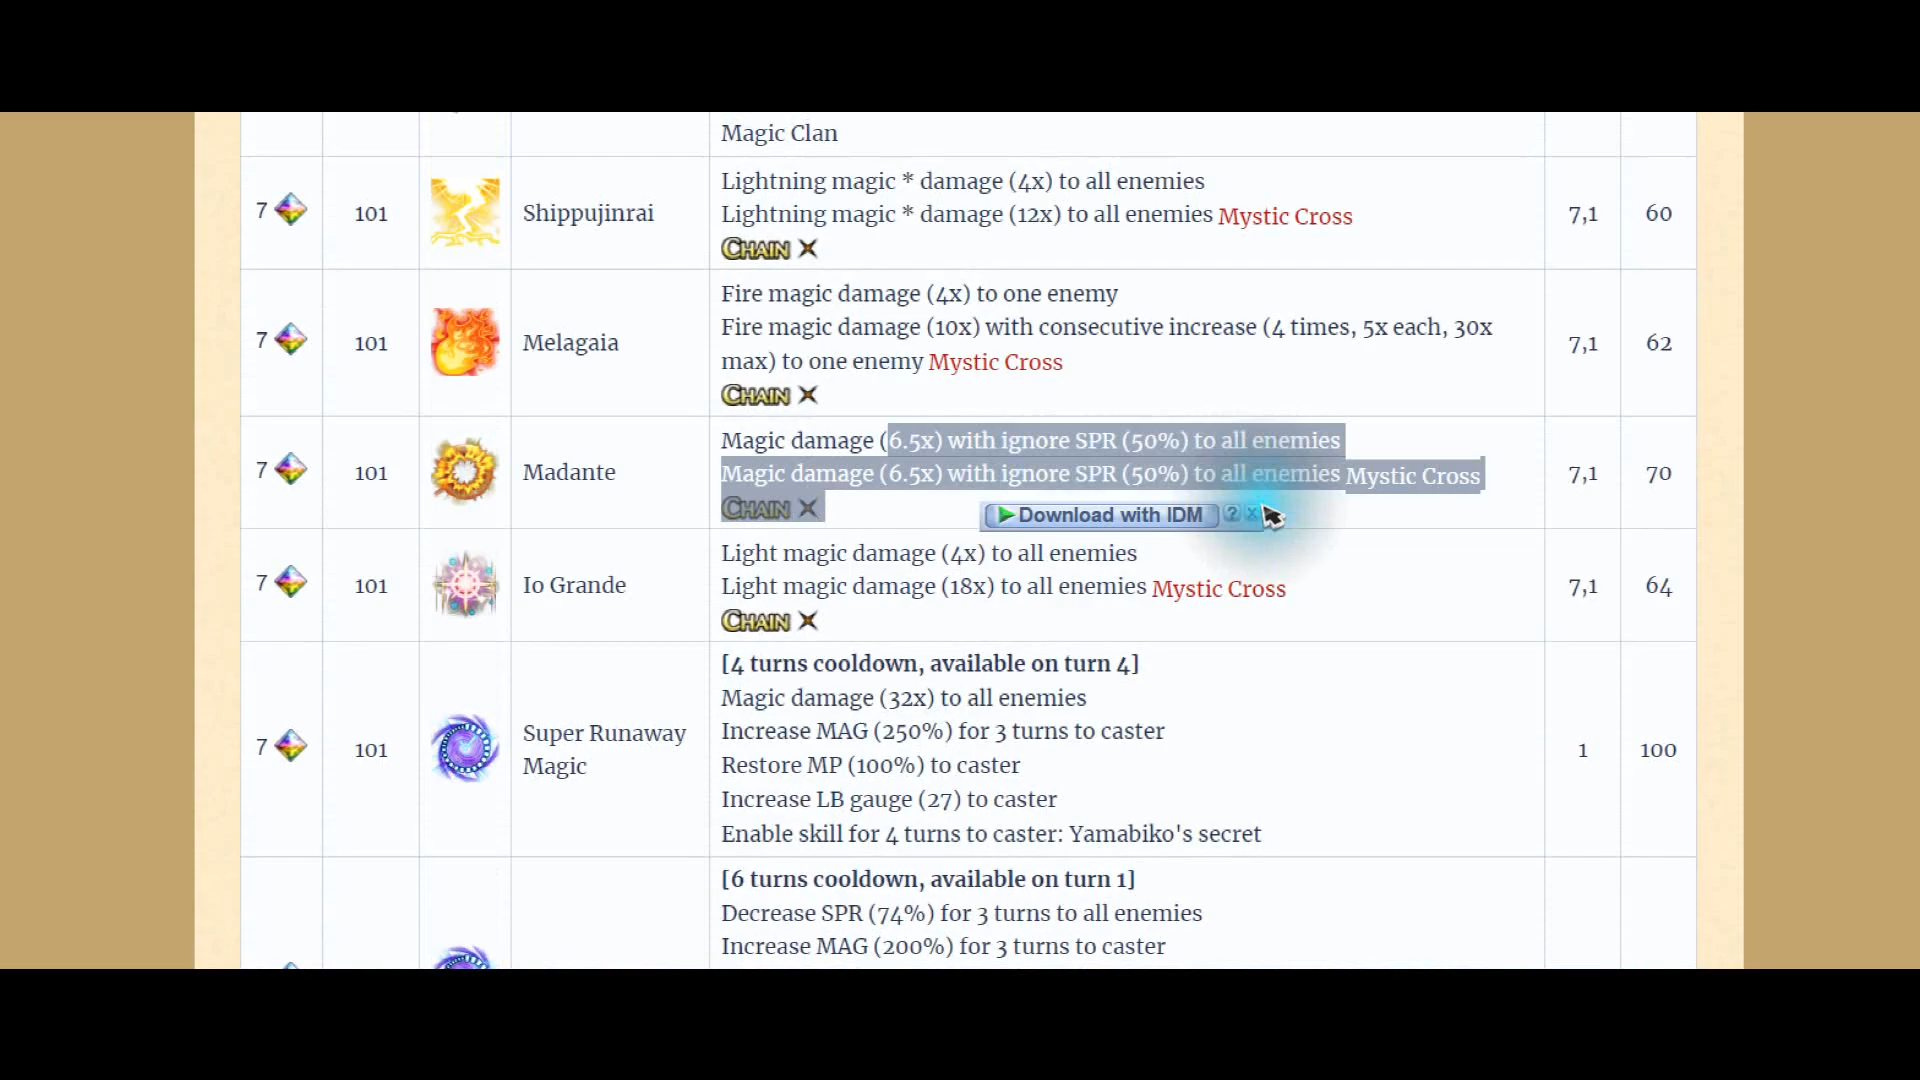 Magic Clan
7 101 Shippujinrai
Lightning magic * damage (4x) to all enemies
Lightning magic * damage (12x) to all enemies Mystic Cross
CHAIN
7,1 60
7 101 Melagaia
Fire magic damage (4x) to one enemy
Fire magic damage (10x) with consecutive increase (4 times, 5x each, 30x
max) to one enemy Mystic Cross
CHAIN
7,1 62
7 101 Madante
Magic damage (6.5x) with ignore SPR (50%) to all enemies
Magic damage (6.5x) with ignore SPR (50%) to all enemies Mystic Cross
CHAIN
7,1 70
Download with IDM ? x
7 101 Io Grande
Light magic damage (4x) to all enemies
Light magic damage (18x) to all enemies Mystic Cross
CHAIN
7,1 64
7 101 Super Runaway
Magic
[4 turns cooldown, available on turn 4]
Magic damage (32x) to all enemies
Increase MAG (250%) for 3 turns to caster
Restore MP (100%) to caster
Increase LB gauge (27) to caster
Enable skill for 4 turns to caster: Yamabiko's secret
1 100
[6 turns cooldown, available on turn 1]
Decrease SPR (74%) for 3 turns to all enemies
Increase MAG (200%) for 3 turns to caster